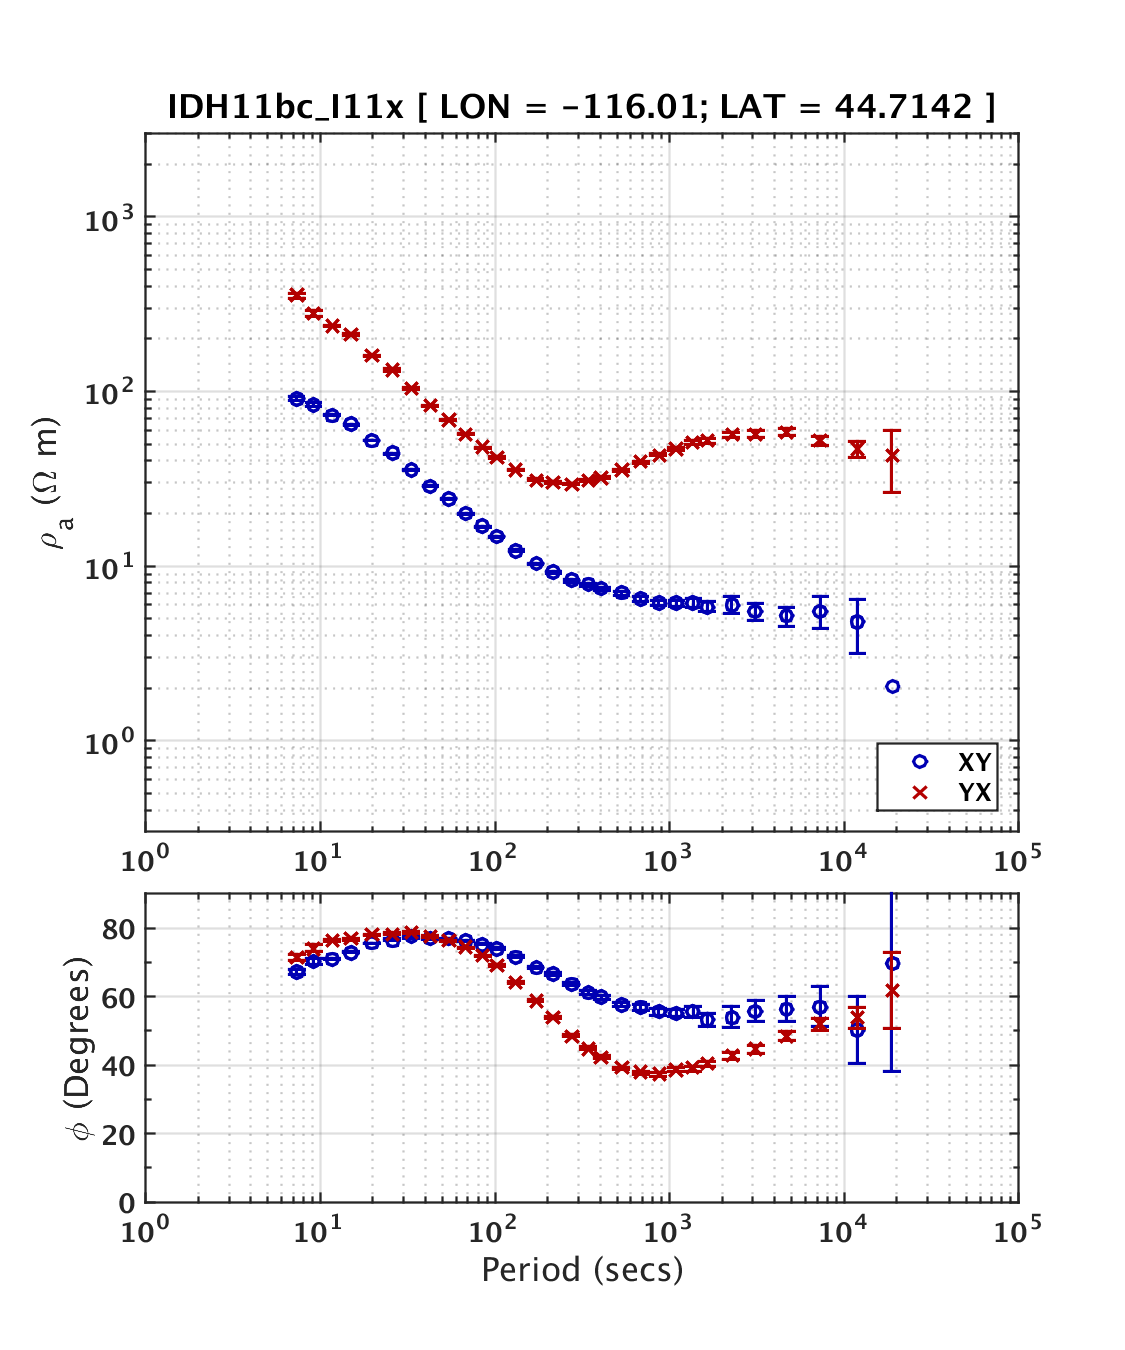 IDH11bc_I11x [ LON = −116.01; LAT = 44.7142 ]
10³
10²
10¹
10⁰
ρₐ (Ω m)
XY
YX
10⁰ 10¹ 10² 10³ 10⁴ 10⁵
80
60
40
20
0
ϕ (Degrees)
10⁰ 10¹ 10² 10³ 10⁴ 10⁵
Period (secs)